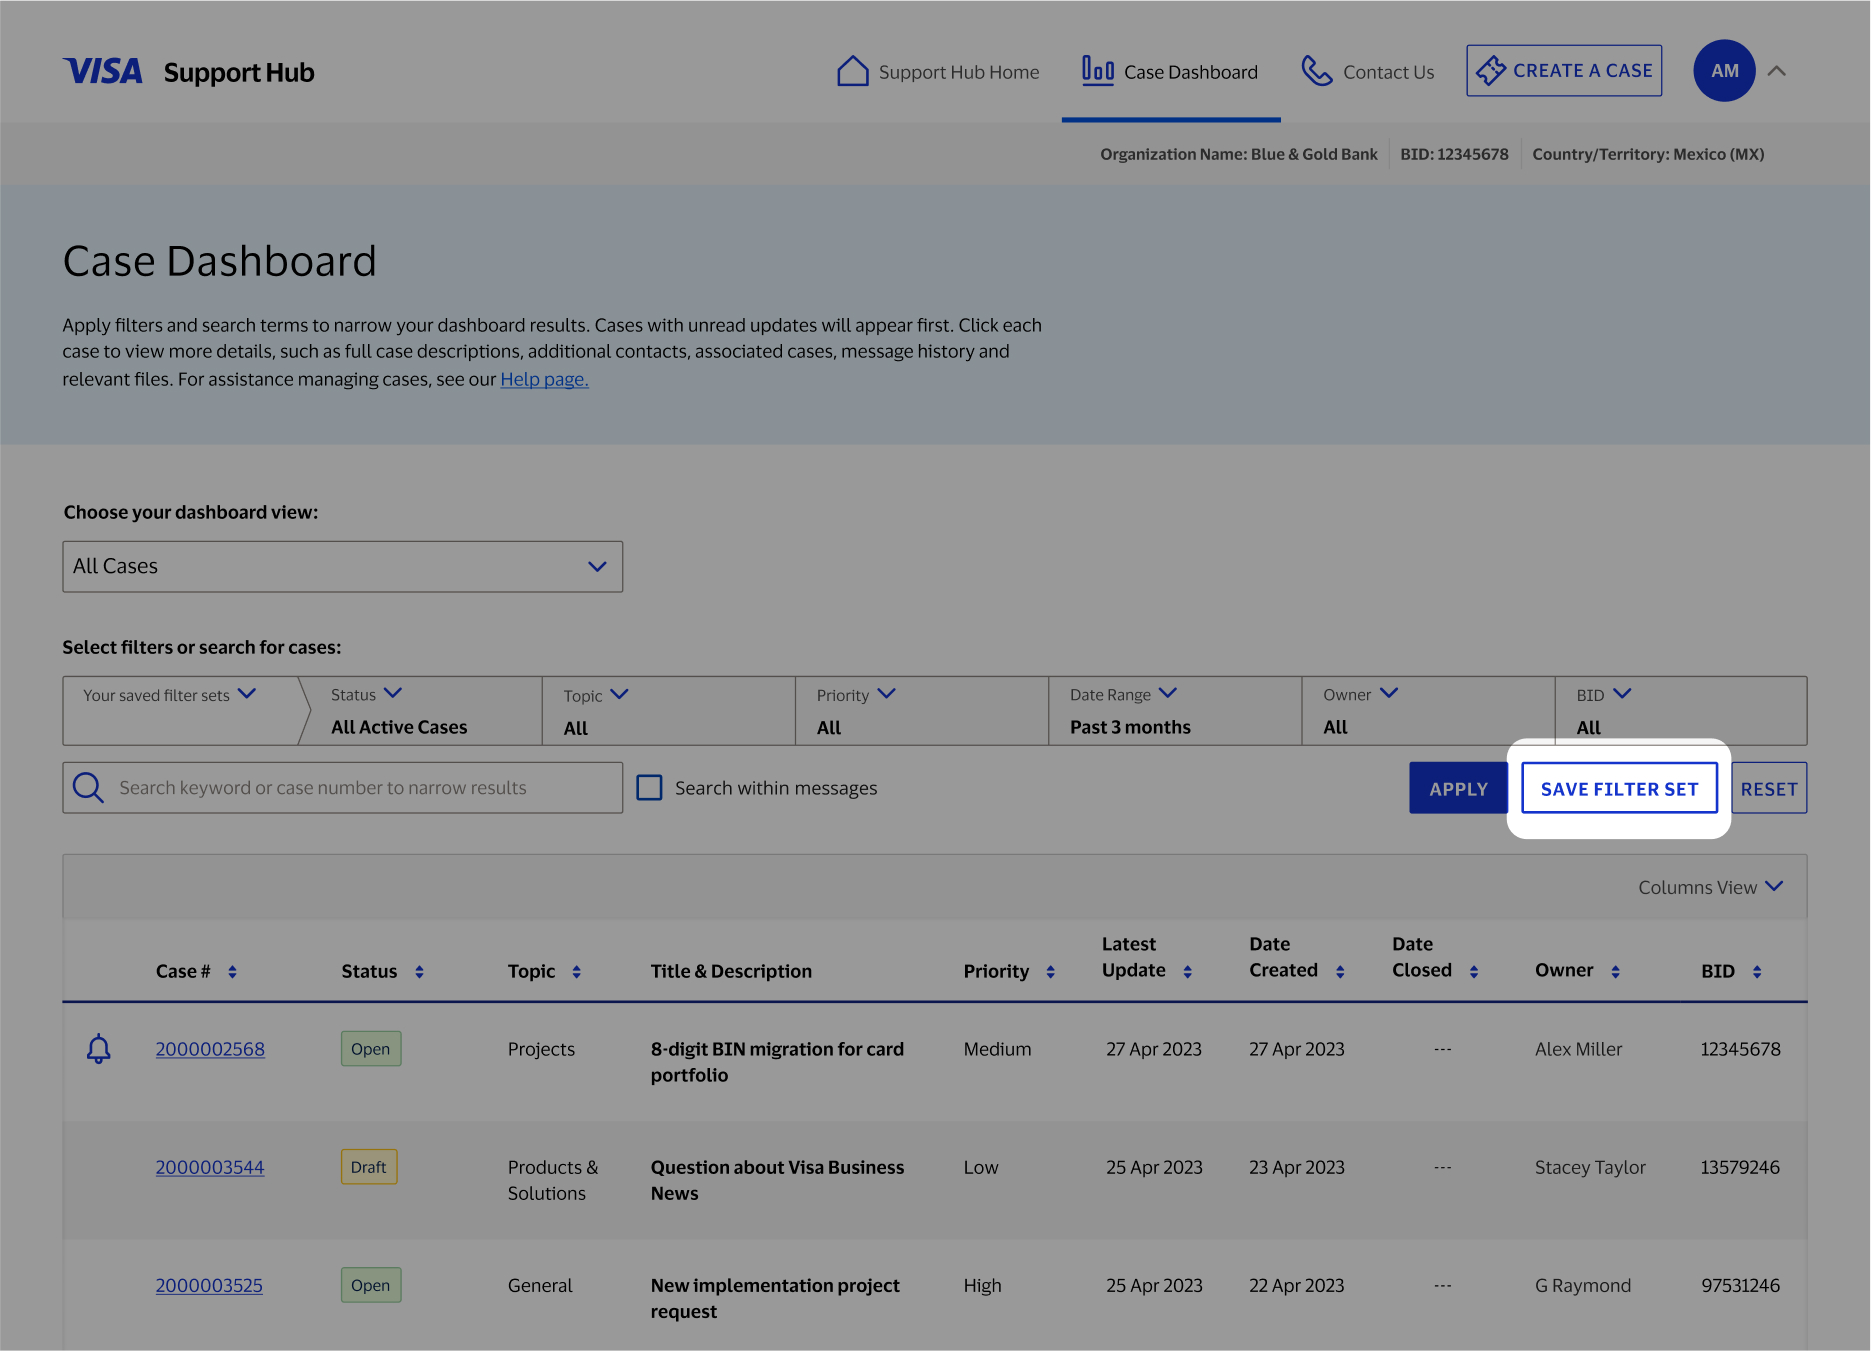 VISA Support Hub
Support Hub Home
Case Dashboard
Contact Us
CREATE A CASE
AM
Organization Name: Blue & Gold Bank
BID: 12345678
Country/Territory: Mexico (MX)
Case Dashboard
Apply filters and search terms to narrow your dashboard results. Cases with unread updates will appear first. Click each
case to view more details, such as full case descriptions, additional contacts, associated cases, message history and
relevant files. For assistance managing cases, see our Help page.
Choose your dashboard view:
All Cases
Select filters or search for cases:
Your saved filter sets
Status
All Active Cases
Topic
All
Priority
All
Date Range
Past 3 months
Owner
All
BID
All
Search keyword or case number to narrow results
Search within messages
APPLY
SAVE FILTER SET
RESET
Columns View
Case #
Status
Topic
Title & Description
Priority
Latest
Update
Date
Created
Date
Closed
Owner
BID
2000002568
Open
Projects
8-digit BIN migration for card
portfolio
Medium
27 Apr 2023
27 Apr 2023
---
Alex Miller
12345678
2000003544
Draft
Products &
Solutions
Question about Visa Business
News
Low
25 Apr 2023
23 Apr 2023
---
Stacey Taylor
13579246
2000003525
Open
General
New implementation project
request
High
25 Apr 2023
22 Apr 2023
---
G Raymond
97531246